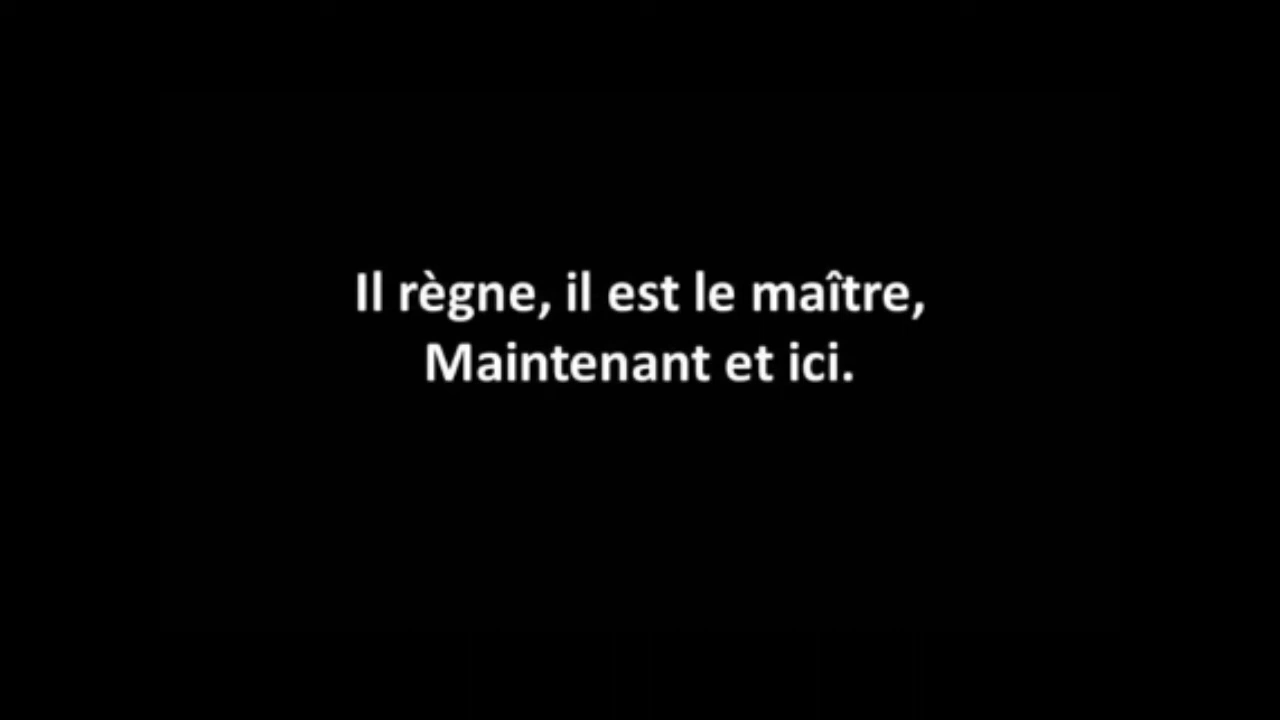 Il règne, il est le maître,
Maintenant et ici.